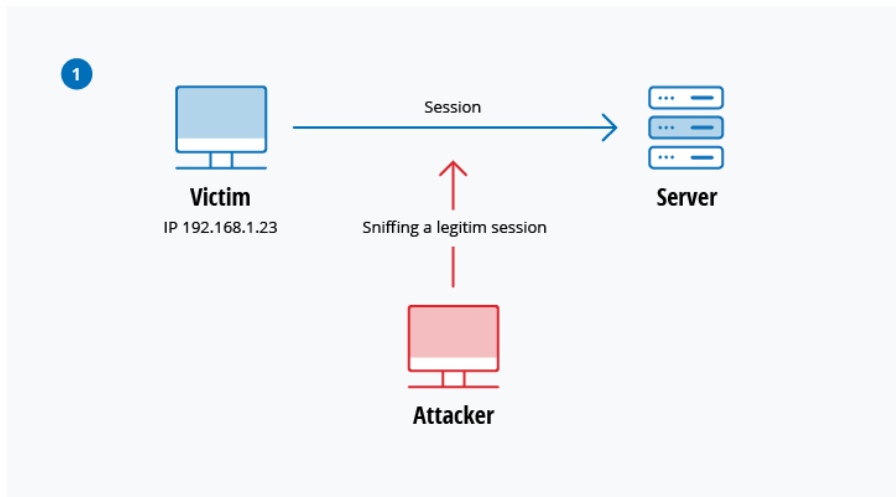 1
Session
Victim
Server
IP 192.168.1.23
Sniffing a legitim session
Attacker